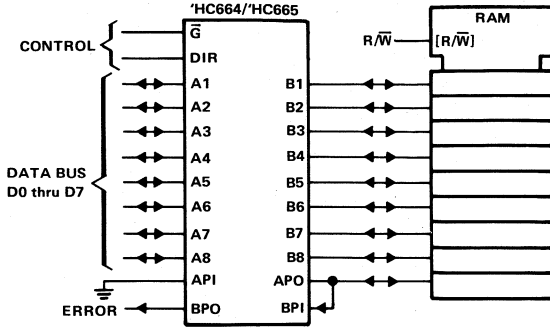 'HC664/'HC665
RAM
CONTROL
G̅
DIR
R/W̅
[R/W̅]
A1
B1
A2
B2
A3
B3
A4
B4
DATA BUS
D0 thru D7
A5
B5
A6
B6
A7
B7
A8
B8
API
APO
ERROR
BPO
BPI